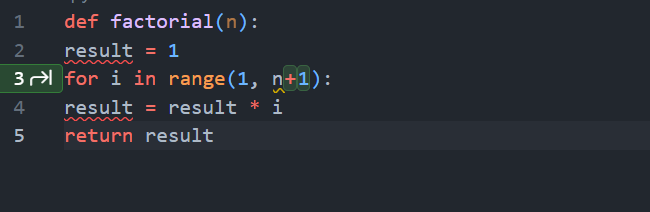 1 def factorial(n):
2 result = 1
3 for i in range(1, n+1):
4 result = result * i
5 return result